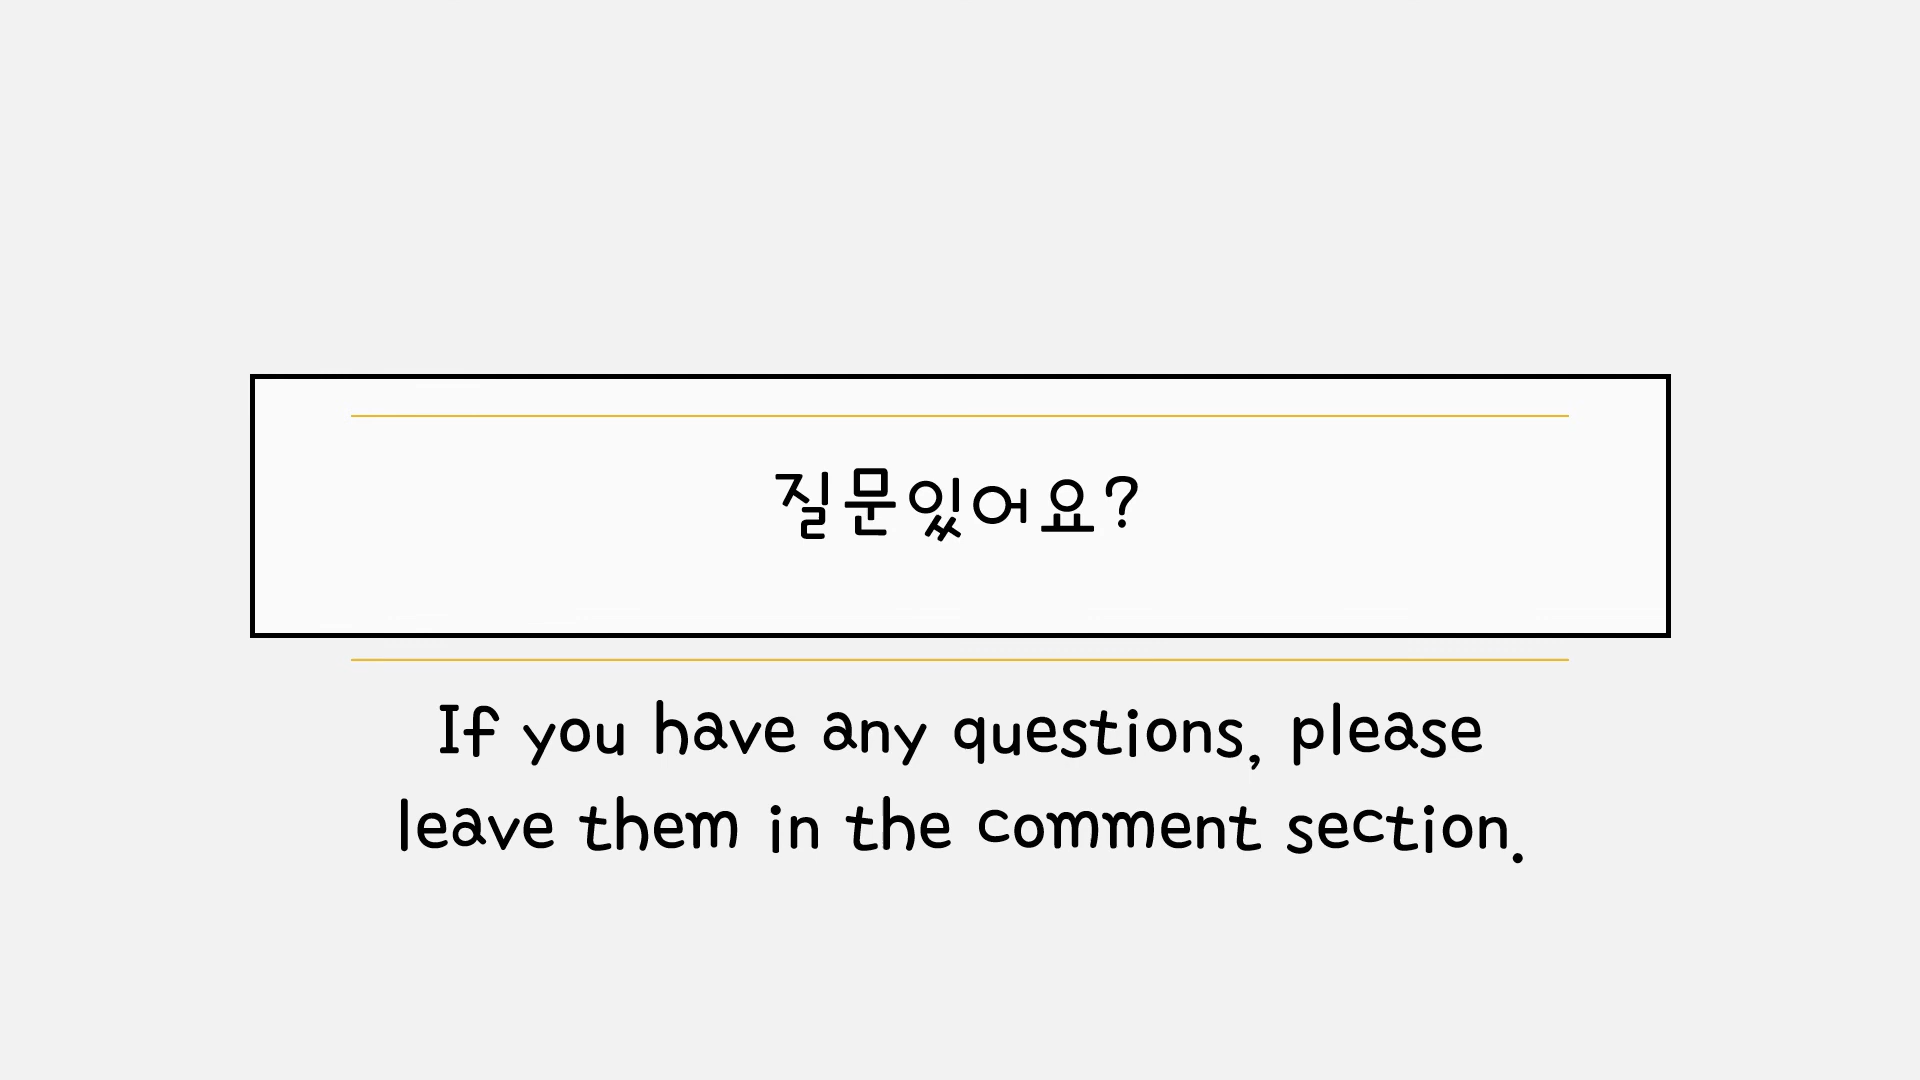 질문있어요?
If you have any questions, please
leave them in the comment section.